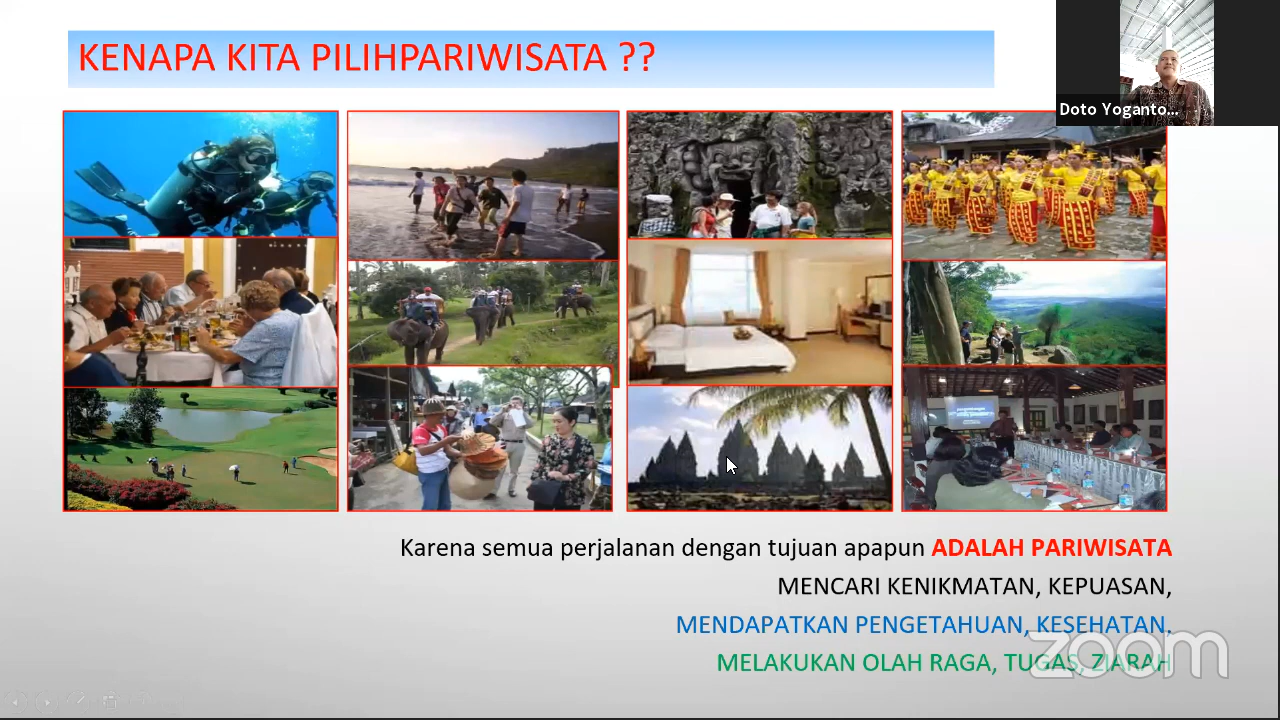 KENAPA KITA PILIHPARIWISATA ??
Doto Yoganto...
Karena semua perjalanan dengan tujuan apapun ADALAH PARIWISATA
MENCARI KENIKMATAN, KEPUASAN,
MENDAPATKAN PENGETAHUAN, KESEHATAN.
MELAKUKAN OLAH RAGA, TUGAS, ZIARAH
zoom